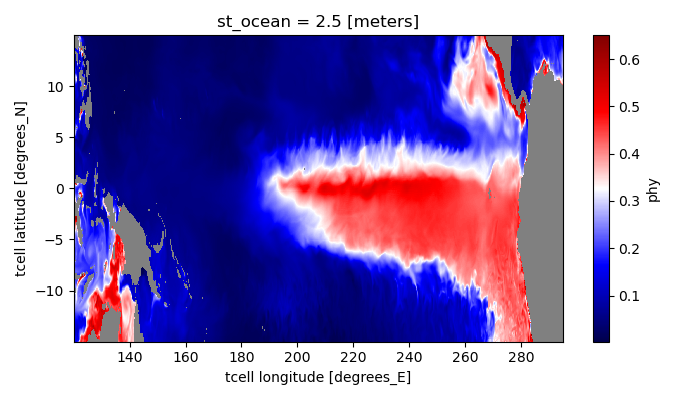 st_ocean = 2.5 [meters]
10
5
0
−5
−10
tcell latitude [degrees_N]
140 160 180 200 220 240 260 280
tcell longitude [degrees_E]
0.6
0.5
0.4
0.3
0.2
0.1
phy